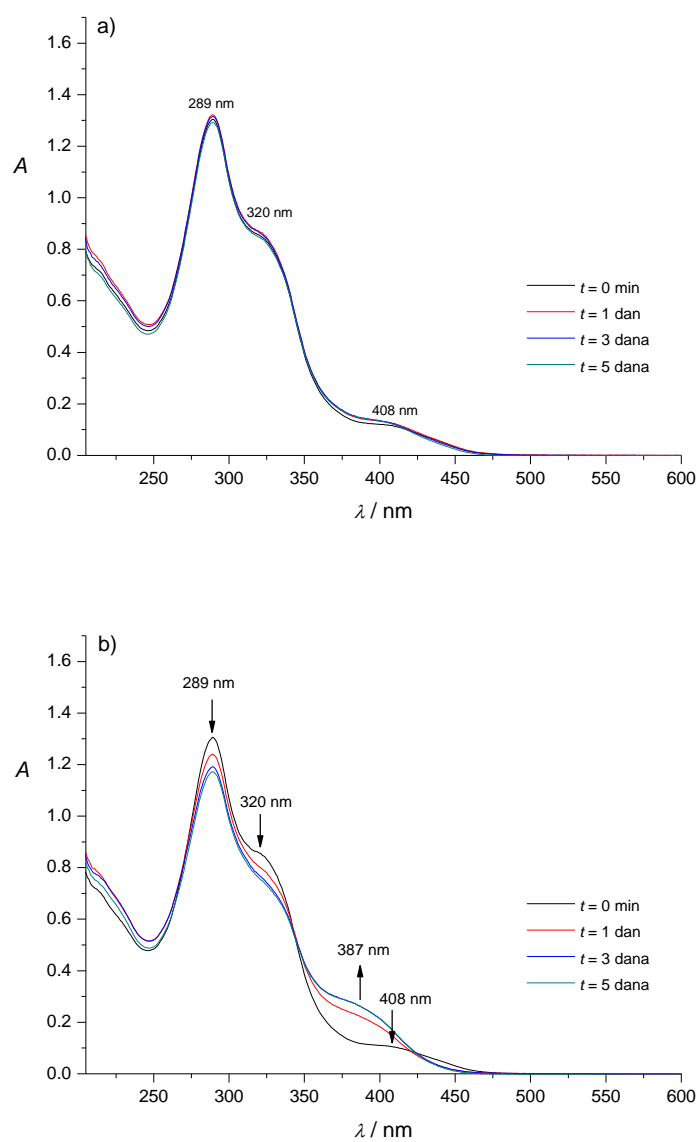 a)
1.6
1.4
1.2
1.0
0.8
0.6
0.4
0.2
0.0
A
289 nm
320 nm
408 nm
t = 0 min
t = 1 dan
t = 3 dana
t = 5 dana
250 300 350 400 450 500 550 600
λ / nm
b)
1.6
1.4
1.2
1.0
0.8
0.6
0.4
0.2
0.0
A
289 nm
320 nm
387 nm
408 nm
t = 0 min
t = 1 dan
t = 3 dana
t = 5 dana
250 300 350 400 450 500 550 600
λ / nm